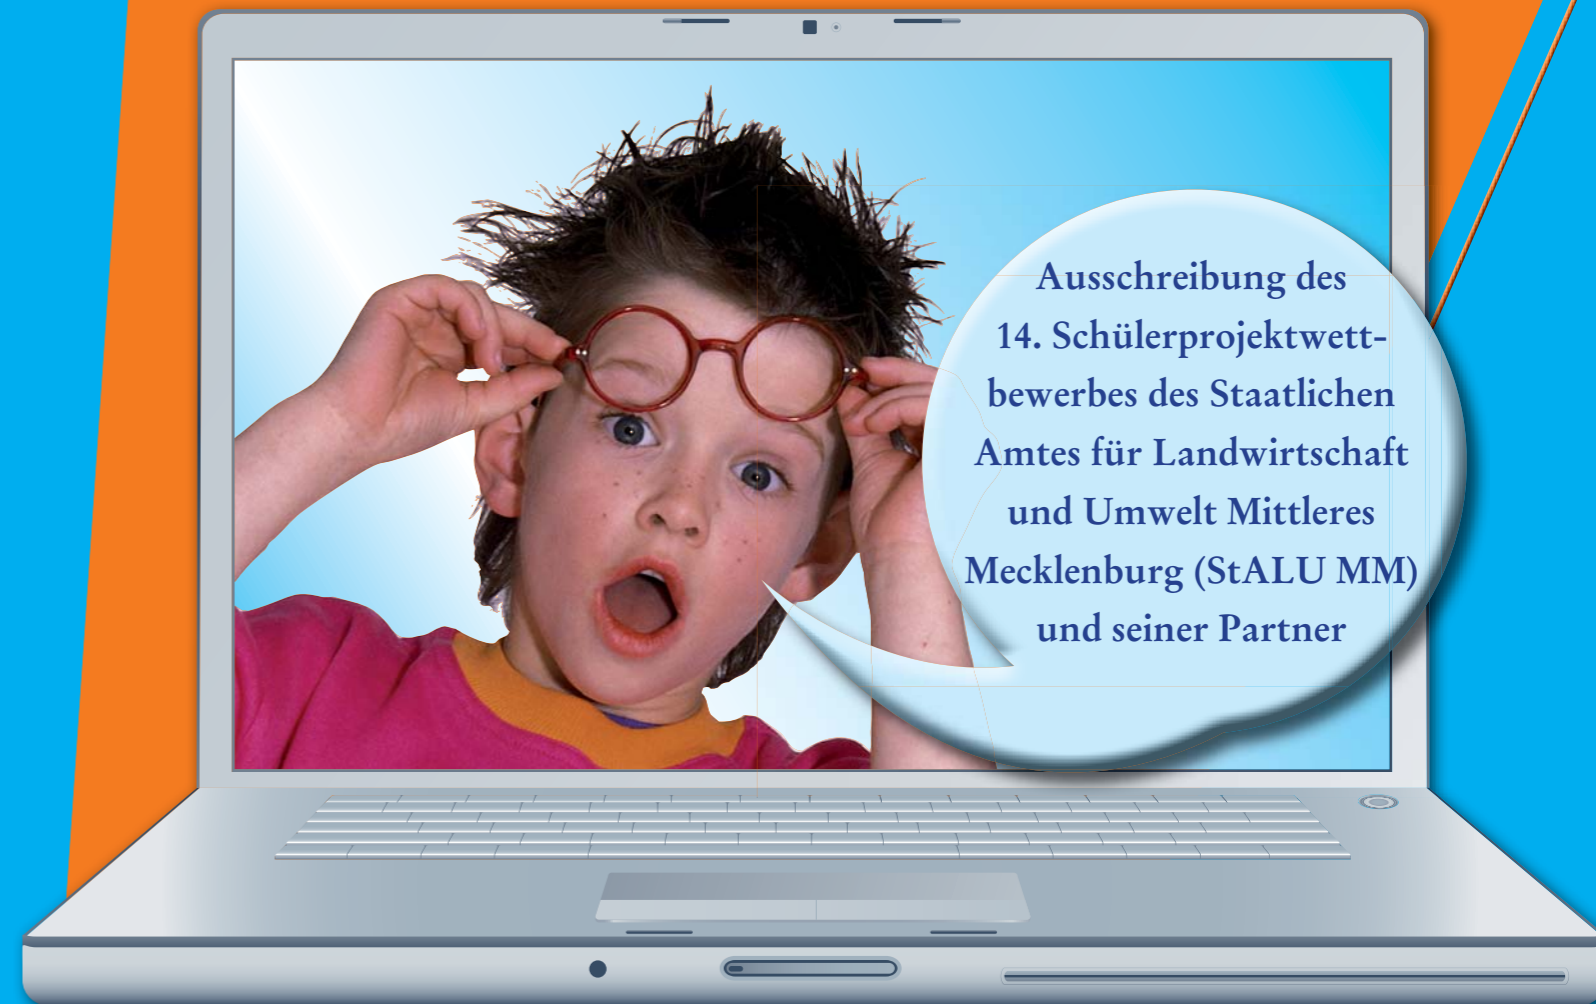 Ausschreibung des
14. Schülerprojektwett-
bewerbes des Staatlichen
Amtes für Landwirtschaft
und Umwelt Mittleres
Mecklenburg (StALU MM)
und seiner Partner